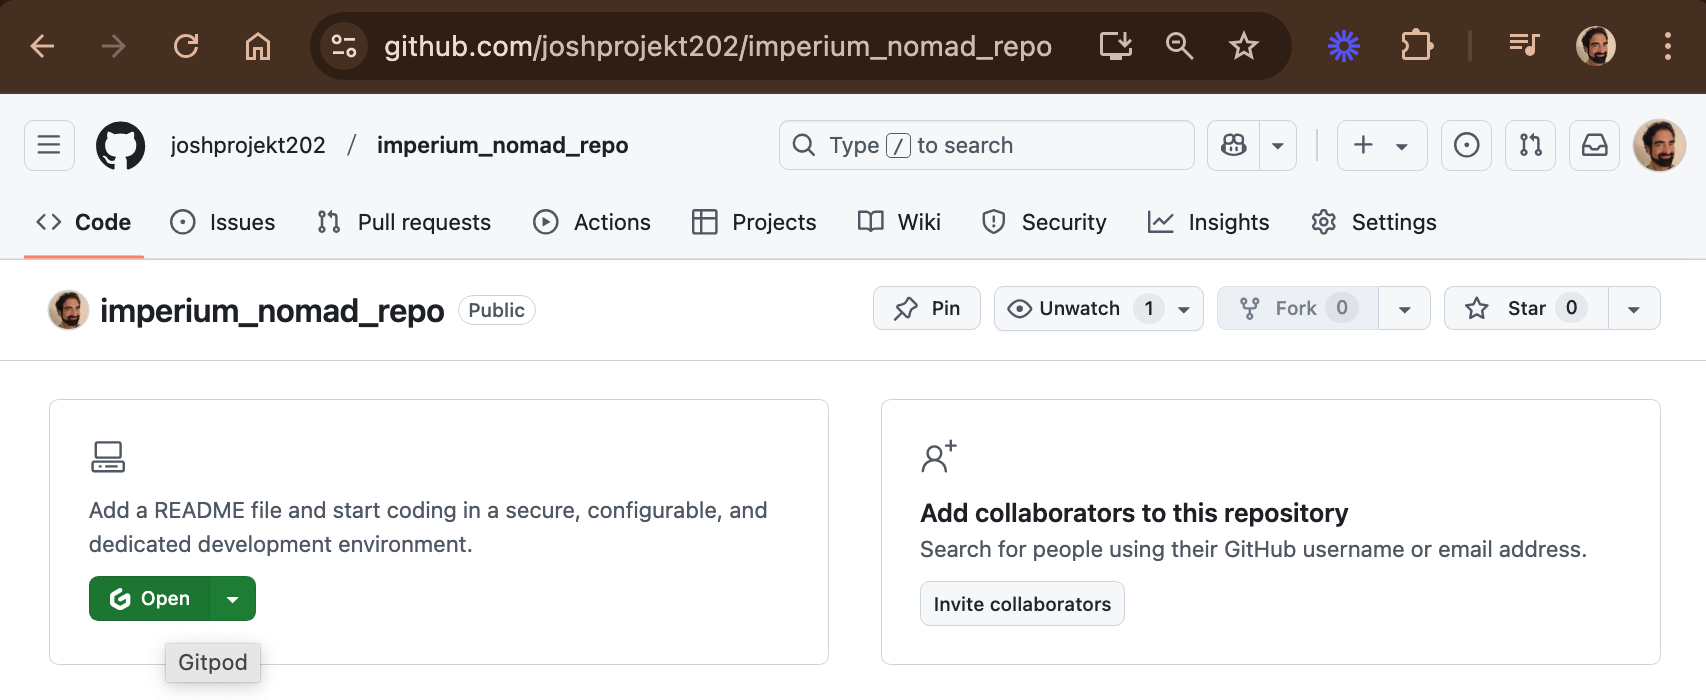 github.com/joshprojekt202/imperium_nomad_repo
joshprojekt202 / imperium_nomad_repo
Type / to search
Code
Issues
Pull requests
Actions
Projects
Wiki
Security
Insights
Settings
imperium_nomad_repo
Public
Pin
Unwatch 1
Fork 0
Star 0
Add a README file and start coding in a secure, configurable, and
dedicated development environment.
Open
Gitpod
Add collaborators to this repository
Search for people using their GitHub username or email address.
Invite collaborators